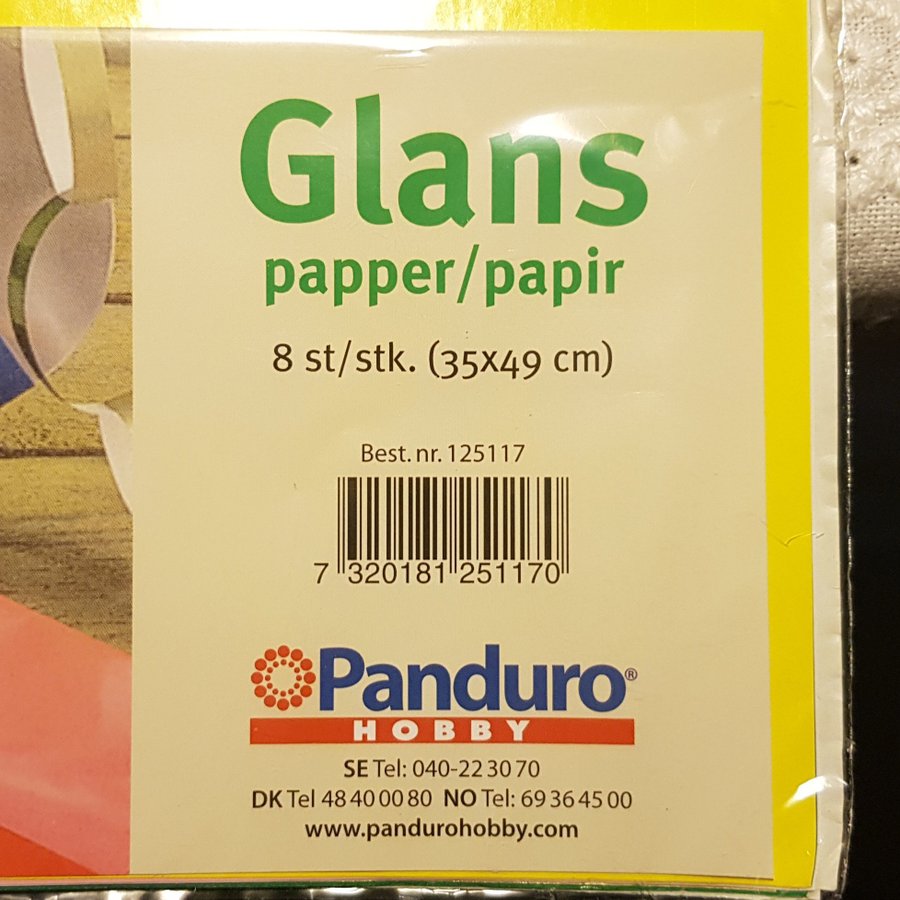 Glans
papper/papir
8 st/stk. (35x49 cm)
Best. nr. 125117
7 320181 251170
Panduro®
HOBBY
SE Tel: 040-22 30 70
DK Tel 48 40 00 80 NO Tel: 69 36 45 00
www.pandurohobby.com